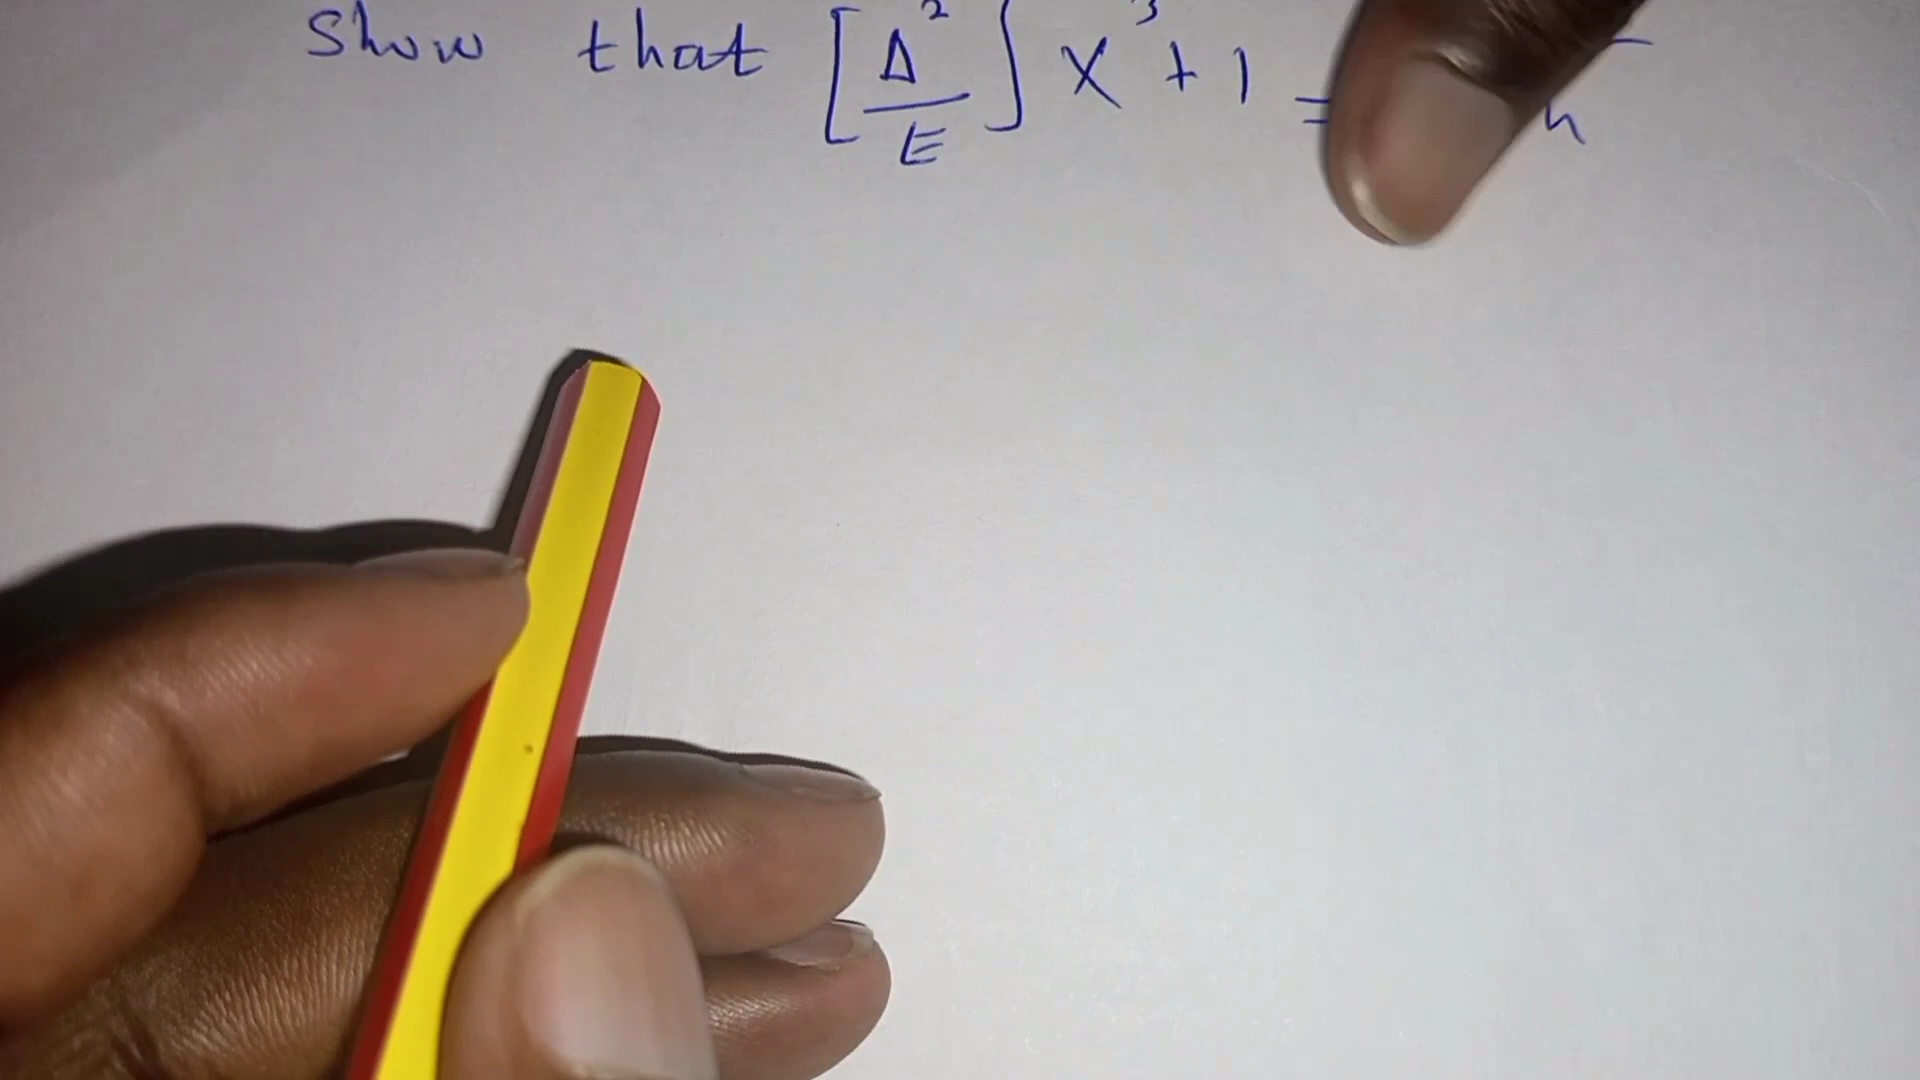 Show that [Δ²/E] x³ + 1 = h